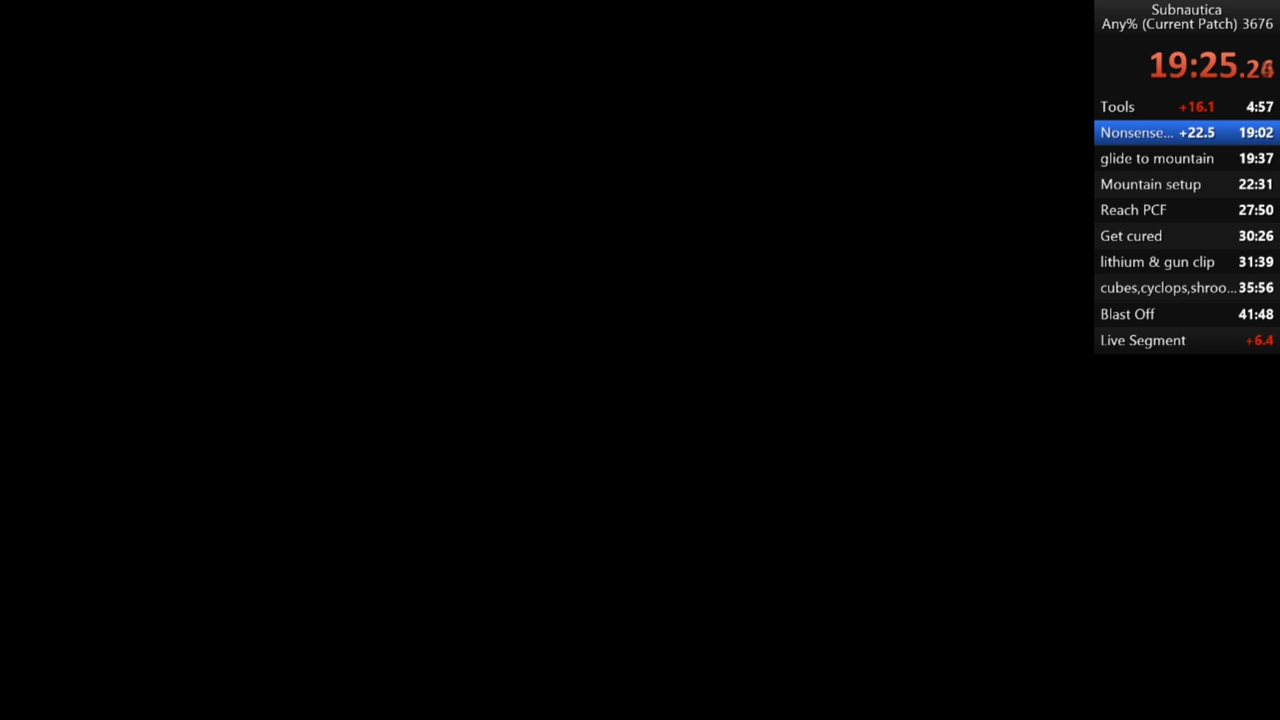 Subnautica
Any% (Current Patch) 3676
19:25.26
Tools +16.1 4:57
Nonsense... +22.5 19:02
glide to mountain 19:37
Mountain setup 22:31
Reach PCF 27:50
Get cured 30:26
lithium & gun clip 31:39
cubes,cyclops,shroo... 35:56
Blast Off 41:48
Live Segment +6.4